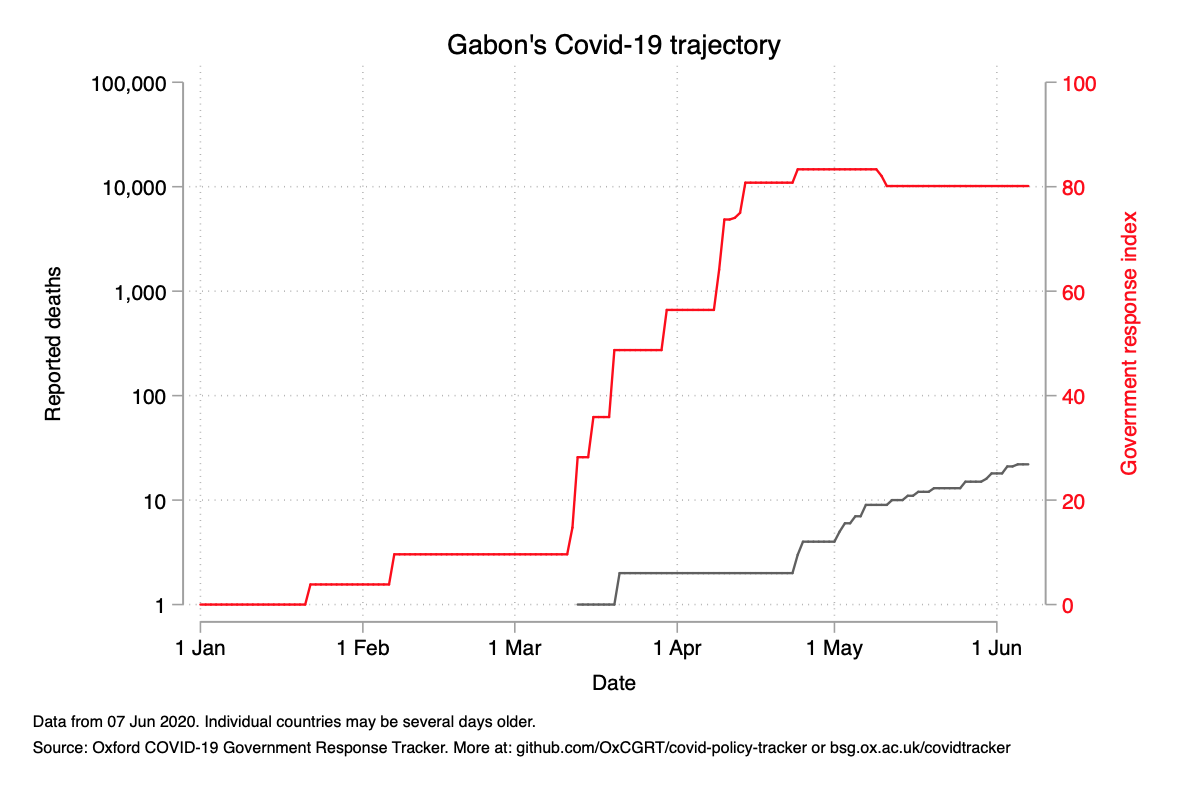 Gabon's Covid-19 trajectory
100,000
10,000
1,000
100
10
1
Reported deaths
100
80
60
40
20
0
Government response index
1 Jan 1 Feb 1 Mar 1 Apr 1 May 1 Jun
Date
Data from 07 Jun 2020. Individual countries may be several days older.
Source: Oxford COVID-19 Government Response Tracker. More at: github.com/OxCGRT/covid-policy-tracker or bsg.ox.ac.uk/covidtracker